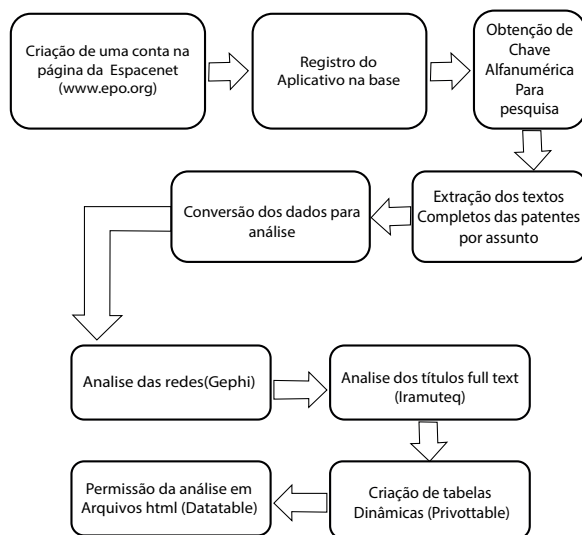 Criação de uma conta na
página da Espacenet
(www.epo.org)
Registro do
Aplicativo na base
Obtenção de
Chave
Alfanumérica
Para
pesquisa
Extração dos textos
Completos das patentes
por assunto
Conversão dos dados para
análise
Analise das redes(Gephi)
Analise dos títulos full text
(Iramuteq)
Criação de tabelas
Dinâmicas (Privottable)
Permissão da análise em
Arquivos html (Datatable)